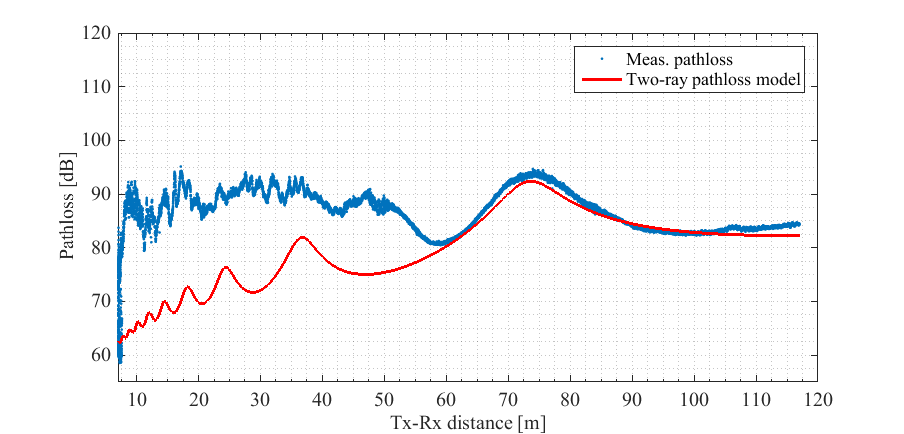 120
110
100
90
80
70
60
Pathloss [dB]
Meas. pathloss
Two-ray pathloss model
10 20 30 40 50 60 70 80 90 100 110 120
Tx-Rx distance [m]